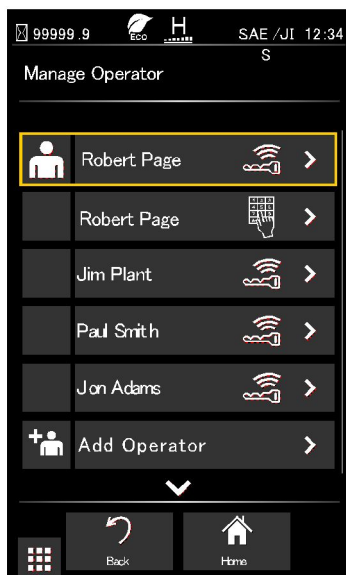 99999.9 ECO H SAE/JI 12:34
S
Manage Operator
Robert Page
Robert Page
Jim Plant
Paul Smith
Jon Adams
Add Operator
Back Home